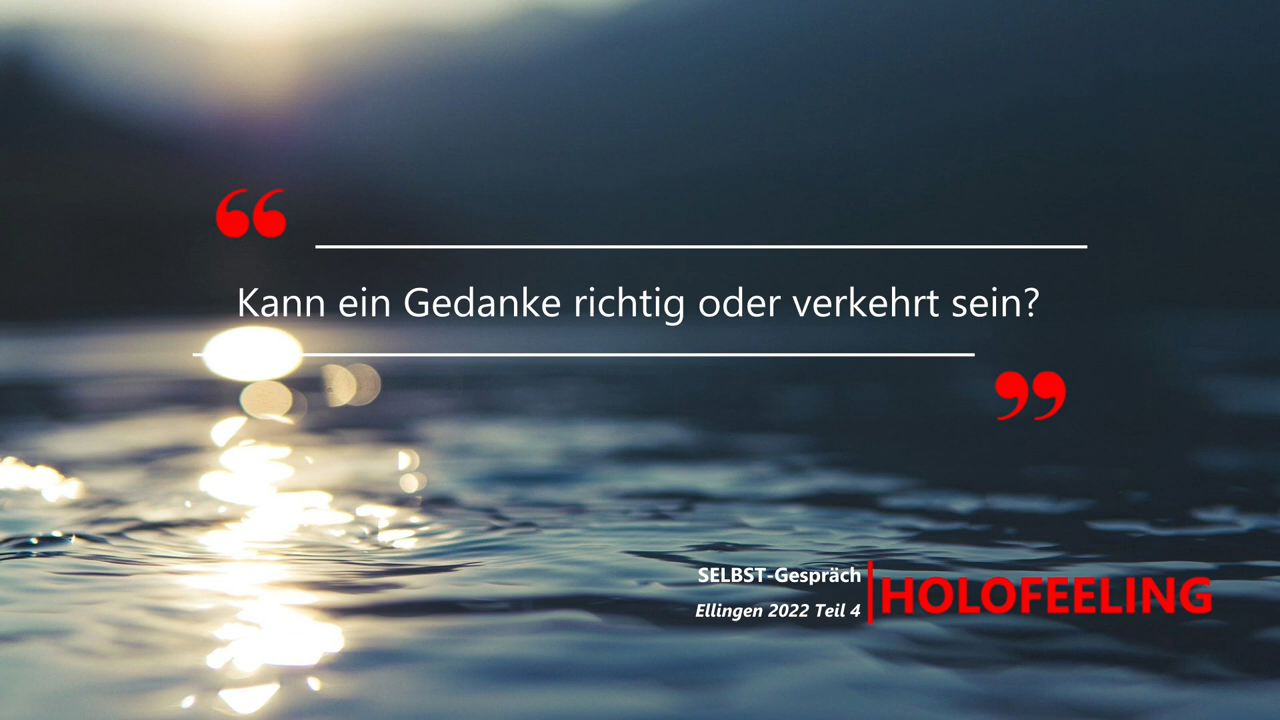 “
Kann ein Gedanke richtig oder verkehrt sein?
”
SELBST-Gespräch
Ellingen 2022 Teil 4
HOLOFEELING